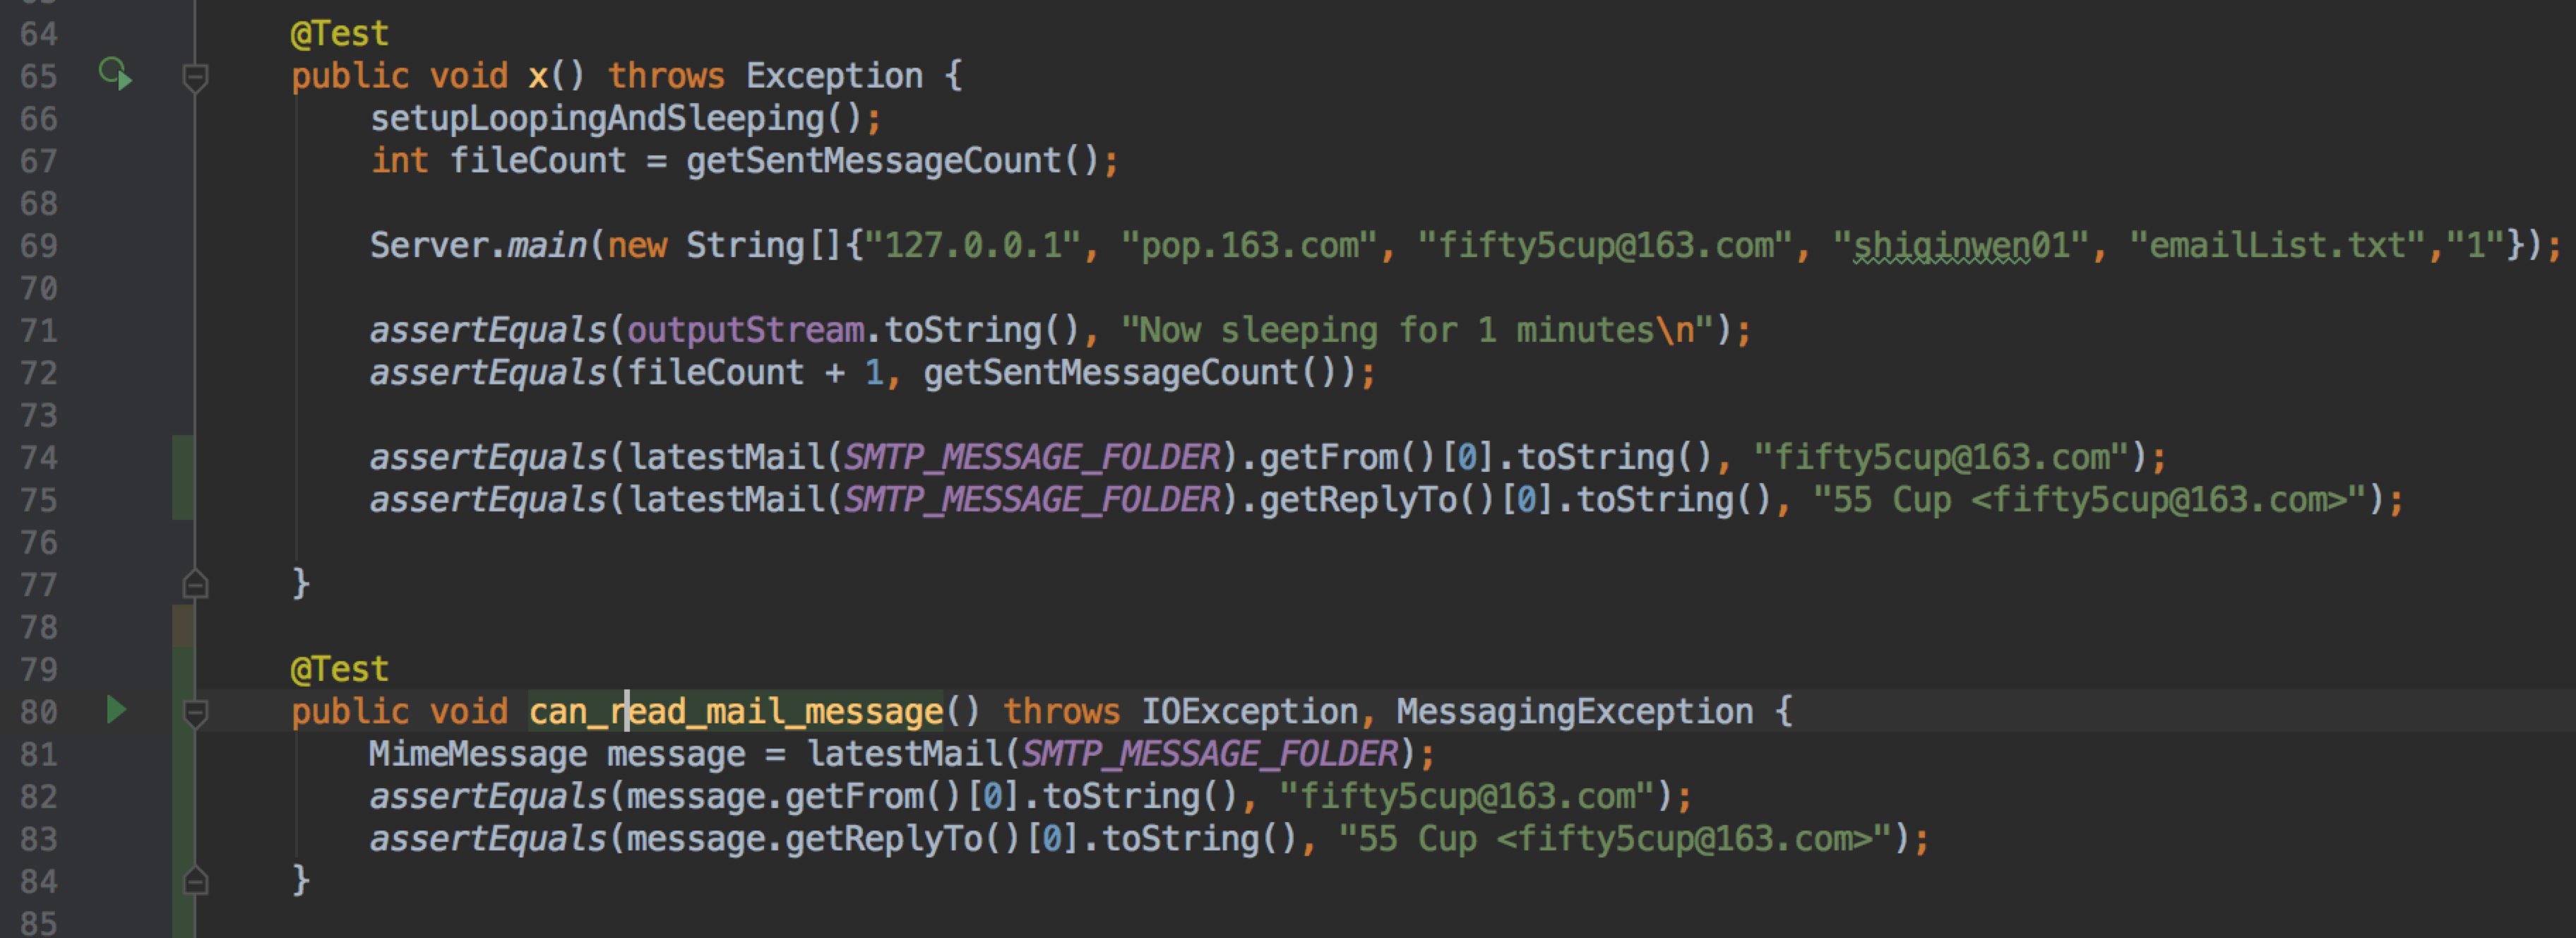 64 @Test
65 public void x() throws Exception {
66 setupLoopingAndSleeping();
67 int fileCount = getSentMessageCount();
68
69 Server.main(new String[]{"127.0.0.1", "pop.163.com", "fifty5cup@163.com", "shiqinwen01", "emailList.txt","1"});
70
71 assertEquals(outputStream.toString(), "Now sleeping for 1 minutes\n");
72 assertEquals(fileCount + 1, getSentMessageCount());
73
74 assertEquals(latestMail(SMTP_MESSAGE_FOLDER).getFrom()[0].toString(), "fifty5cup@163.com");
75 assertEquals(latestMail(SMTP_MESSAGE_FOLDER).getReplyTo()[0].toString(), "55 Cup <fifty5cup@163.com>");
76
77 }
78
79 @Test
80 public void can_read_mail_message() throws IOException, MessagingException {
81 MimeMessage message = latestMail(SMTP_MESSAGE_FOLDER);
82 assertEquals(message.getFrom()[0].toString(), "fifty5cup@163.com");
83 assertEquals(message.getReplyTo()[0].toString(), "55 Cup <fifty5cup@163.com>");
84 }
85